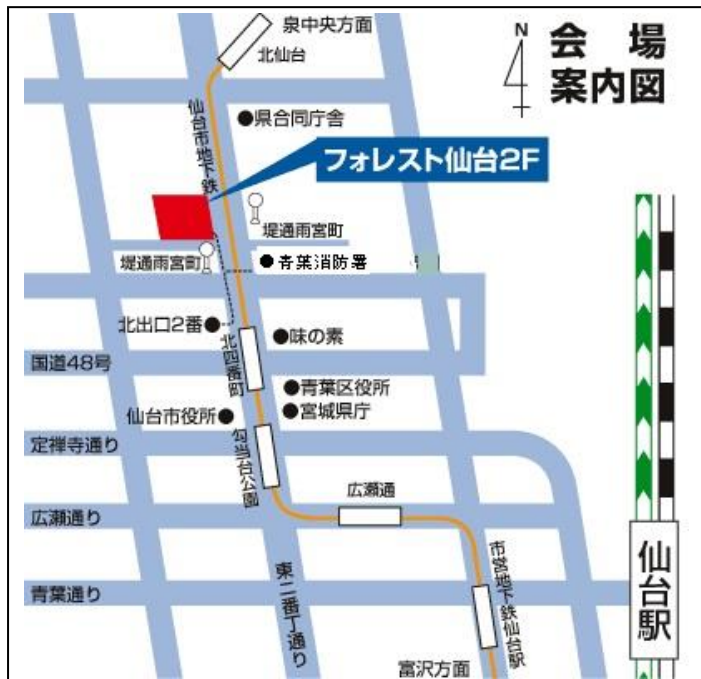 泉中央方面
北仙台
N
会場
案内図
仙台市地下鉄
●県合同庁舎
フォレスト仙台2F
堤通雨宮町
堤通雨宮町
●青葉消防署
北出口2番●
●味の素
国道48号
北四番町
●青葉区役所
仙台市役所●
●宮城県庁
定禅寺通り
勾当台公園
広瀬通
広瀬通り
市営地下鉄仙台駅
仙台駅
東二番丁通り
青葉通り
富沢方面